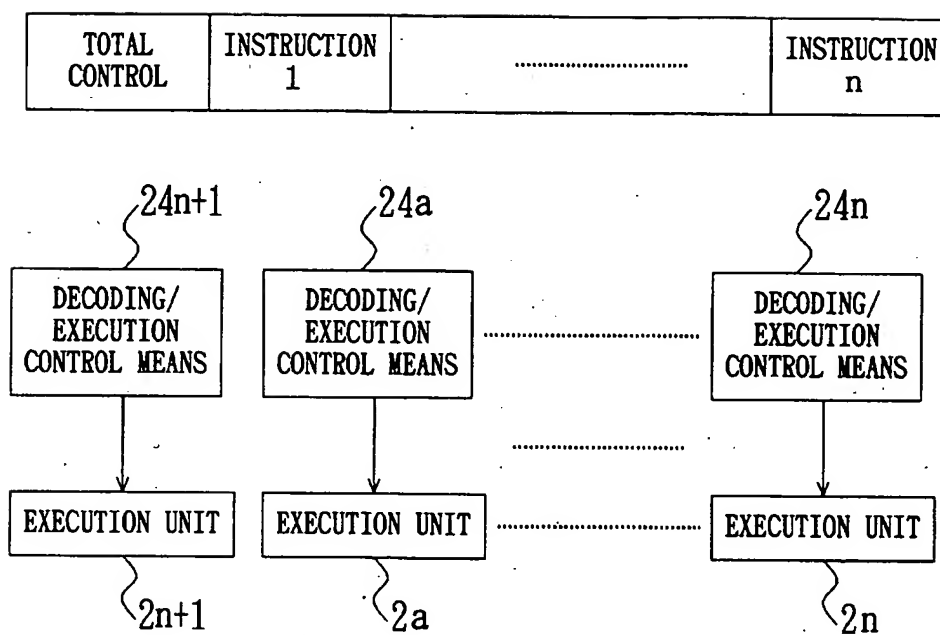 TOTAL CONTROL
INSTRUCTION 1
INSTRUCTION n
24n+1
24a
24n
DECODING/
EXECUTION
CONTROL MEANS
DECODING/
EXECUTION
CONTROL MEANS
DECODING/
EXECUTION
CONTROL MEANS
EXECUTION UNIT
EXECUTION UNIT
EXECUTION UNIT
2n+1
2a
2n